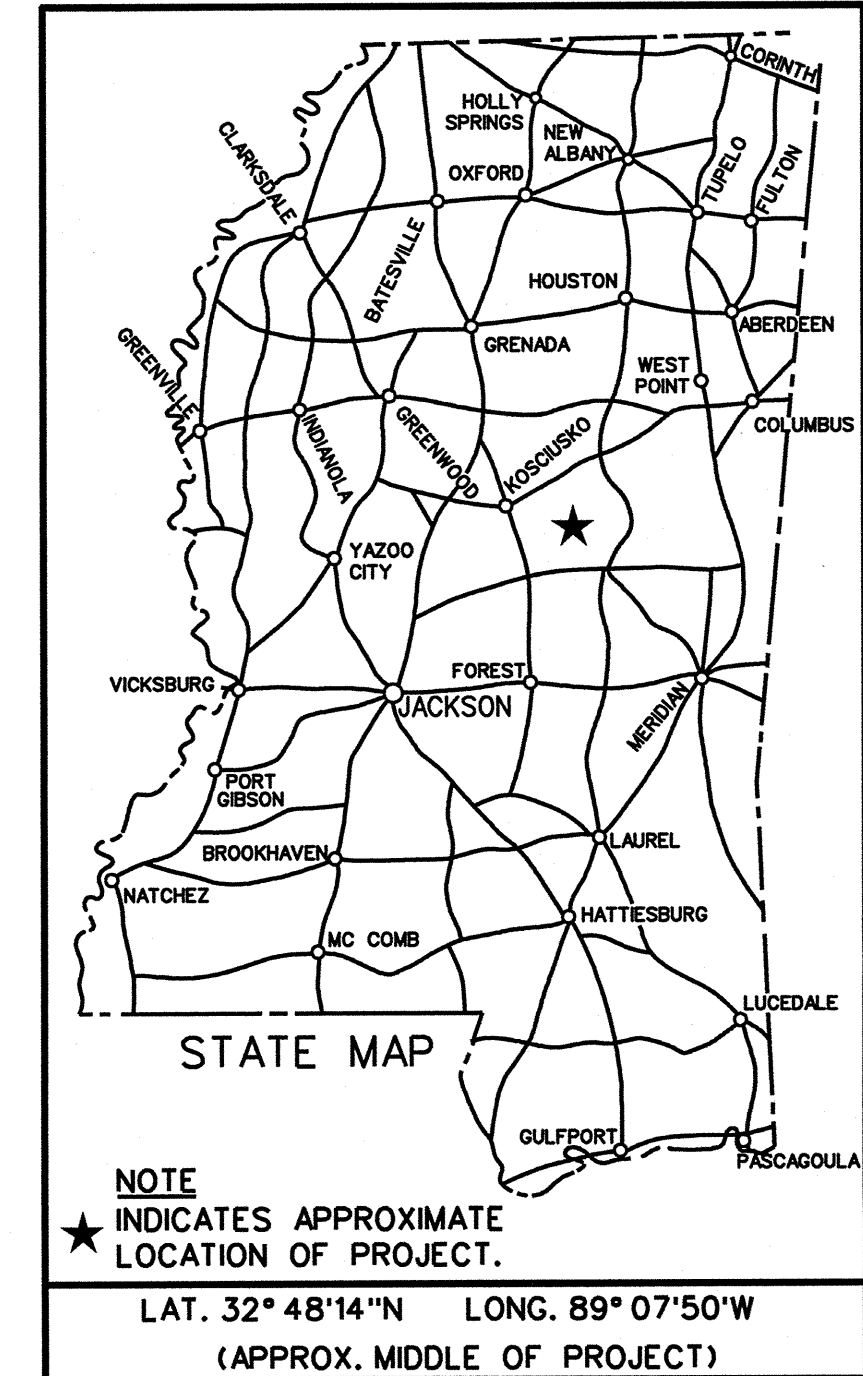 CORINTH
HOLLY
SPRINGS
NEW
ALBANY
CLARKSDALE
OXFORD
TUPELO
FULTON
BATESVILLE
HOUSTON
ABERDEEN
GREENVILLE
GRENADA
WEST
POINT
COLUMBUS
INDIANOLA
GREENWOOD
KOSCIUSKO
YAZOO
CITY
VICKSBURG
FOREST
JACKSON
MERIDIAN
PORT
GIBSON
BROOKHAVEN
LAUREL
NATCHEZ
HATTIESBURG
MC COMB
LUCEDALE
STATE MAP
GULFPORT
PASCAGOULA
NOTE
INDICATES APPROXIMATE
LOCATION OF PROJECT.
LAT. 32° 48'14"N LONG. 89° 07'50'W
(APPROX. MIDDLE OF PROJECT)